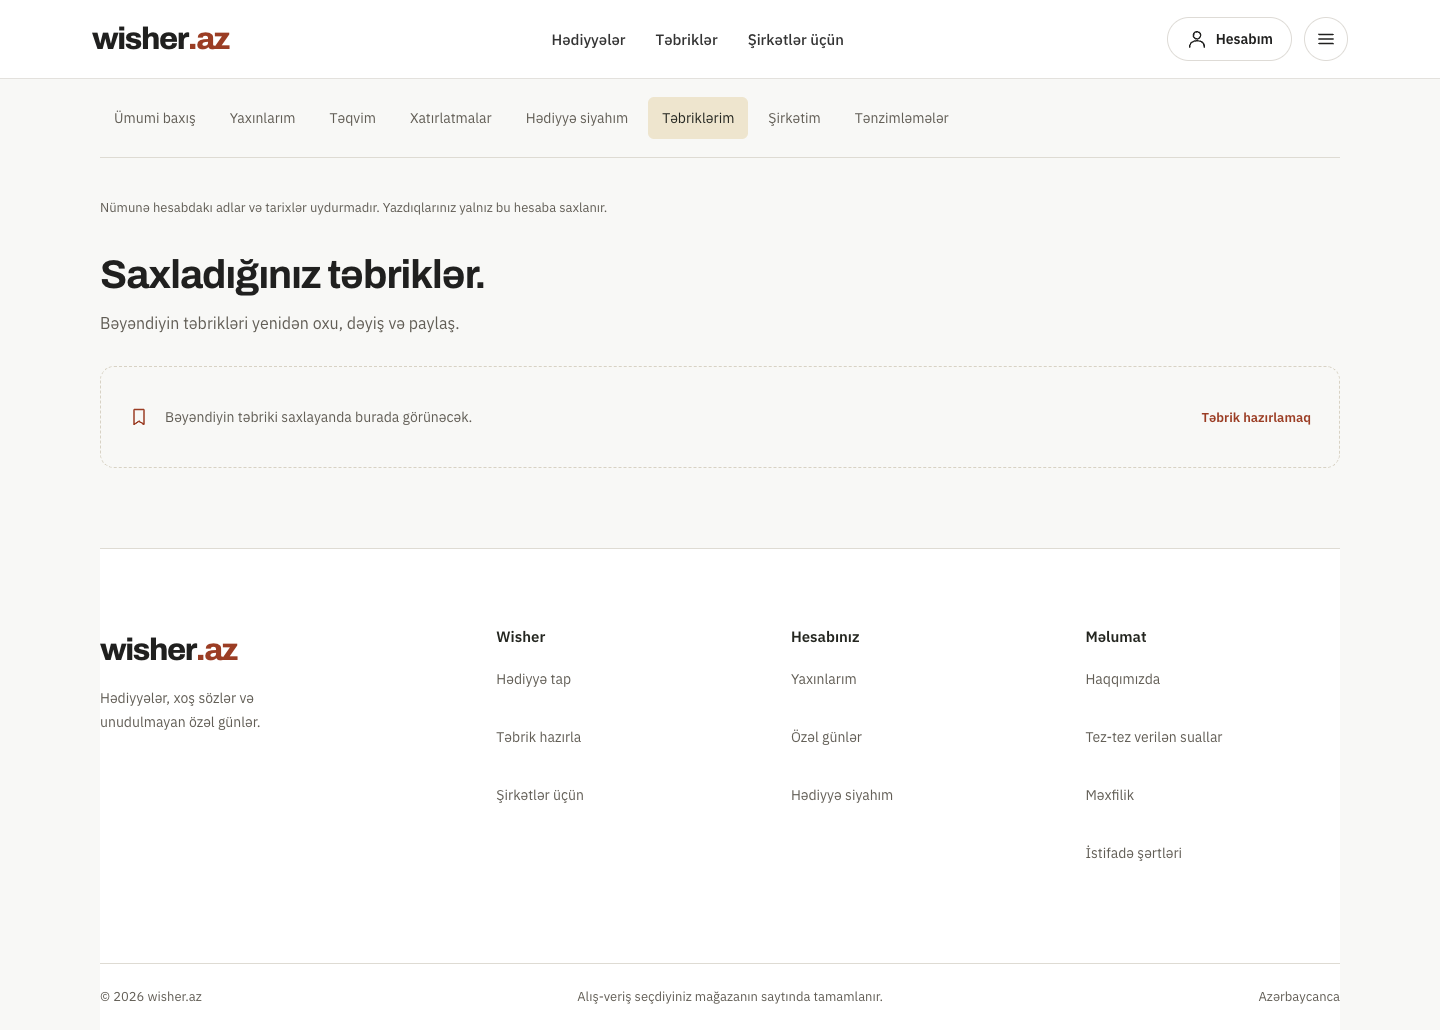 wisher.az
Hədiyyələr
Təbriklər
Şirkətlər üçün
Hesabım
Ümumi baxış
Yaxınlarım
Təqvim
Xatırlatmalar
Hədiyyə siyahım
Təbriklərim
Şirkətim
Tənzimləmələr
Nümunə hesabdakı adlar və tarixlər uydurmadır. Yazdıqlarınız yalnız bu hesaba saxlanır.
Saxladığınız təbriklər.
Bəyəndiyin təbrikləri yenidən oxu, dəyiş və paylaş.
Bəyəndiyin təbriki saxlayanda burada görünəcək.
Təbrik hazırlamaq
wisher.az
Hədiyyələr, xoş sözlər və
unudulmayan özəl günlər.
Wisher
Hədiyyə tap
Təbrik hazırla
Şirkətlər üçün
Hesabınız
Yaxınlarım
Özəl günlər
Hədiyyə siyahım
Məlumat
Haqqımızda
Tez-tez verilən suallar
Məxfilik
İstifadə şərtləri
© 2026 wisher.az
Alış-veriş seçdiyiniz mağazanın saytında tamamlanır.
Azərbaycanca